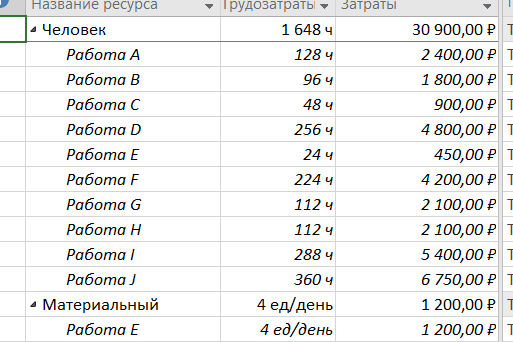 Название ресурса Трудозатраты Затраты
Человек 1 648 ч 30 900,00 ₽
Работа A 128 ч 2 400,00 ₽
Работа B 96 ч 1 800,00 ₽
Работа C 48 ч 900,00 ₽
Работа D 256 ч 4 800,00 ₽
Работа E 24 ч 450,00 ₽
Работа F 224 ч 4 200,00 ₽
Работа G 112 ч 2 100,00 ₽
Работа H 112 ч 2 100,00 ₽
Работа I 288 ч 5 400,00 ₽
Работа J 360 ч 6 750,00 ₽
Материальный 4 ед/день 1 200,00 ₽
Работа E 4 ед/день 1 200,00 ₽